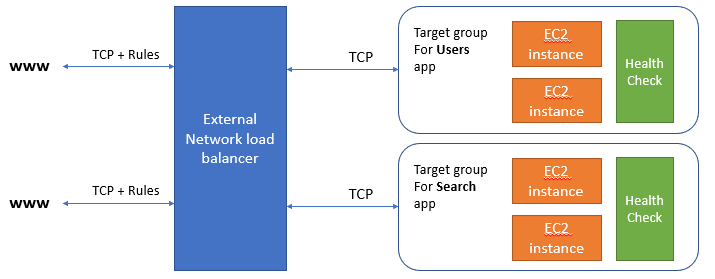 www
TCP + Rules
External
Network load
balancer
TCP
Target group
For Users
app
EC2
instance
EC2
instance
Health
Check
www
TCP + Rules
TCP
Target group
For Search
app
EC2
instance
EC2
instance
Health
Check